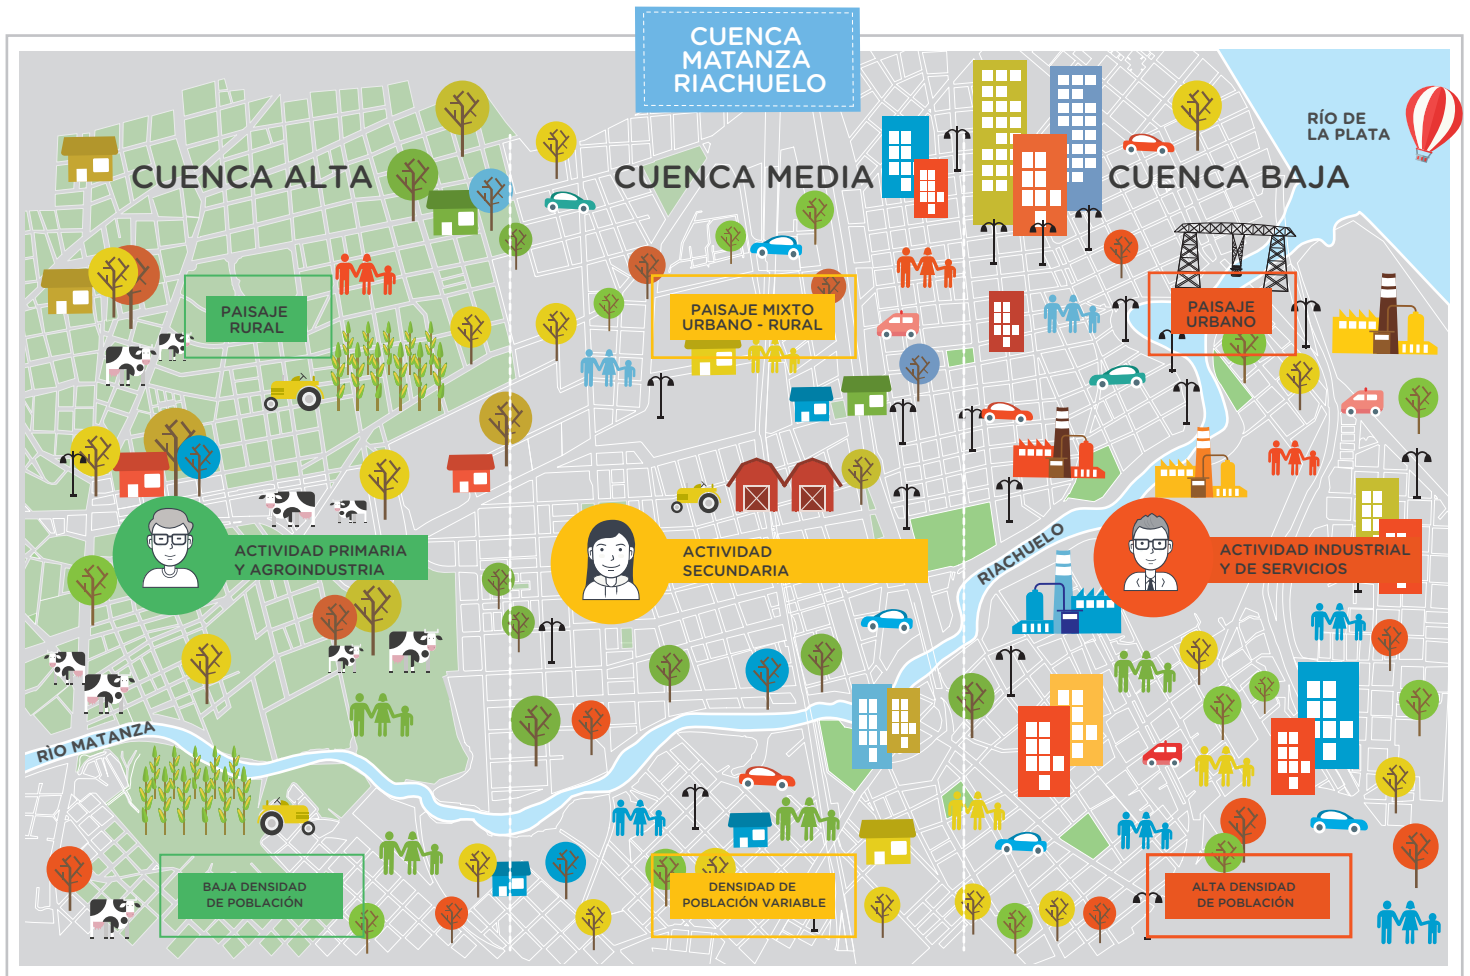 CUENCA
MATANZA
RIACHUELO
RÍO DE
LA PLATA
CUENCA ALTA
CUENCA MEDIA
CUENCA BAJA
PAISAJE
RURAL
PAISAJE MIXTO
URBANO - RURAL
PAISAJE
URBANO
ACTIVIDAD PRIMARIA
Y AGROINDUSTRIA
ACTIVIDAD
SECUNDARIA
RIACHUELO
ACTIVIDAD INDUSTRIAL
Y DE SERVICIOS
RÌO MATANZA
BAJA DENSIDAD
DE POBLACIÓN
DENSIDAD DE
POBLACIÓN VARIABLE
ALTA DENSIDAD
DE POBLACIÓN